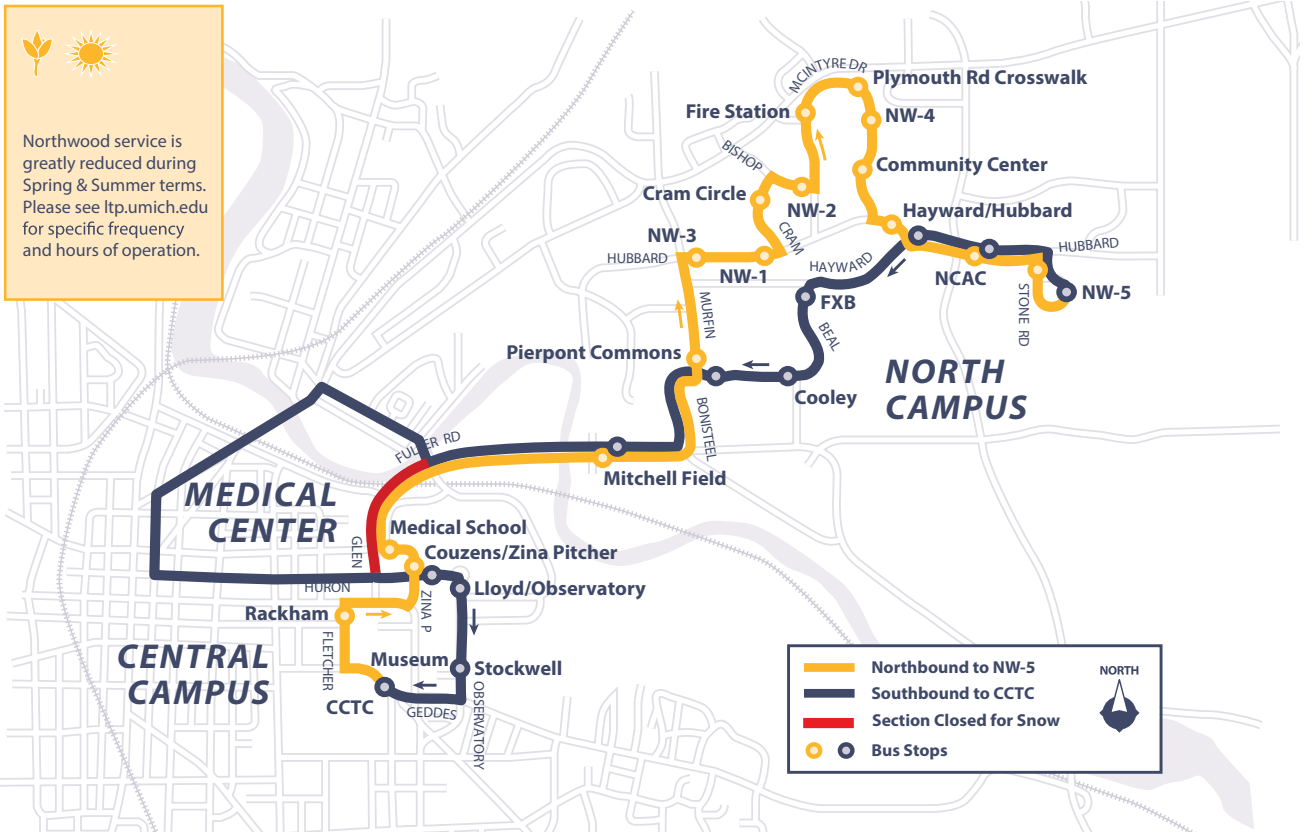 Northwood service is
greatly reduced during
Spring & Summer terms.
Please see ltp.umich.edu
for specific frequency
and hours of operation.
MCINTYRE DR
Plymouth Rd Crosswalk
Fire Station
NW-4
BISHOP
Community Center
Cram Circle
NW-2
Hayward/Hubbard
NW-3
CRAM
HUBBARD
HUBBARD
NW-1
HAYWARD
NCAC
NW-5
FXB
STONE RD
MURFIN
BEAL
Pierpont Commons
NORTH
CAMPUS
Cooley
BONISTEEL
FULLER RD
Mitchell Field
MEDICAL
CENTER
Medical School
GLEN
Couzens/Zina Pitcher
HURON
Lloyd/Observatory
ZINA P
Rackham
FLETCHER
CENTRAL
CAMPUS
Museum
Stockwell
CCTC
GEDDES
OBSERVATORY
Northbound to NW-5
Southbound to CCTC
Section Closed for Snow
Bus Stops
NORTH